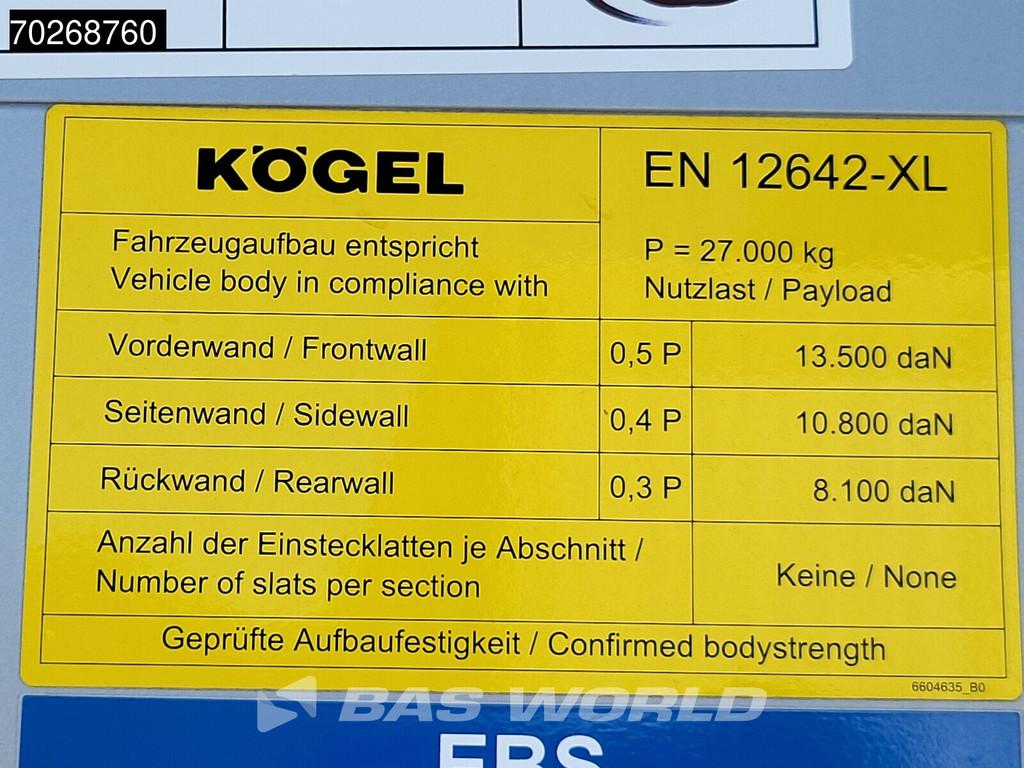 70268760
KÖGEL
EN 12642-XL
Fahrzeugaufbau entspricht
Vehicle body in compliance with
P = 27.000 kg
Nutzlast / Payload
Vorderwand / Frontwall 0,5 P 13.500 daN
Seitenwand / Sidewall 0,4 P 10.800 daN
Rückwand / Rearwall 0,3 P 8.100 daN
Anzahl der Einstecklatten je Abschnitt /
Number of slats per section
Keine / None
Geprüfte Aufbaufestigkeit / Confirmed bodystrength
6604635_B0
BAS WORLD
EBS